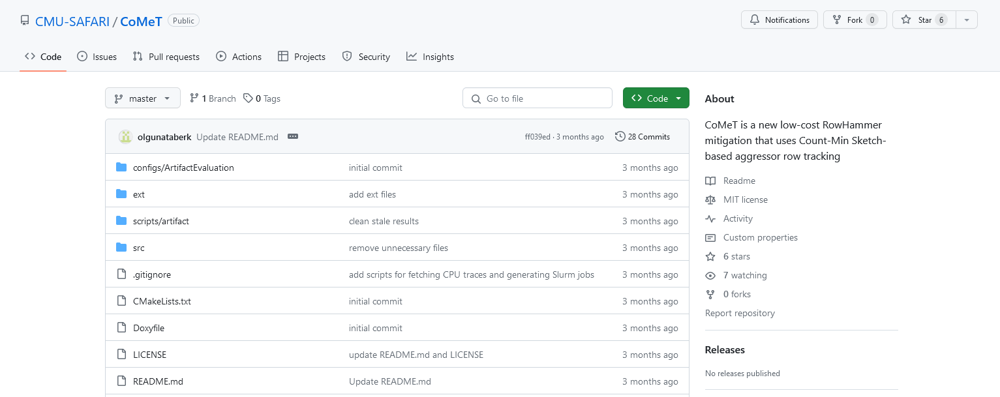 CMU-SAFARI / CoMeT Public
Notifications Fork 0 Star 6
Code Issues Pull requests Actions Projects Security Insights
master 1 Branch 0 Tags Go to file Code
olgunataberk Update README.md ff039ed · 3 months ago 28 Commits
configs/ArtifactEvaluation initial commit 3 months ago
ext add ext files 3 months ago
scripts/artifact clean stale results 3 months ago
src remove unnecessary files 3 months ago
.gitignore add scripts for fetching CPU traces and generating Slurm jobs 3 months ago
CMakeLists.txt initial commit 3 months ago
Doxyfile initial commit 3 months ago
LICENSE update README.md and LICENSE 3 months ago
README.md Update README.md 3 months ago
About
CoMeT is a new low-cost RowHammer
mitigation that uses Count-Min Sketch-
based aggressor row tracking
Readme
MIT license
Activity
Custom properties
6 stars
7 watching
0 forks
Report repository
Releases
No releases published